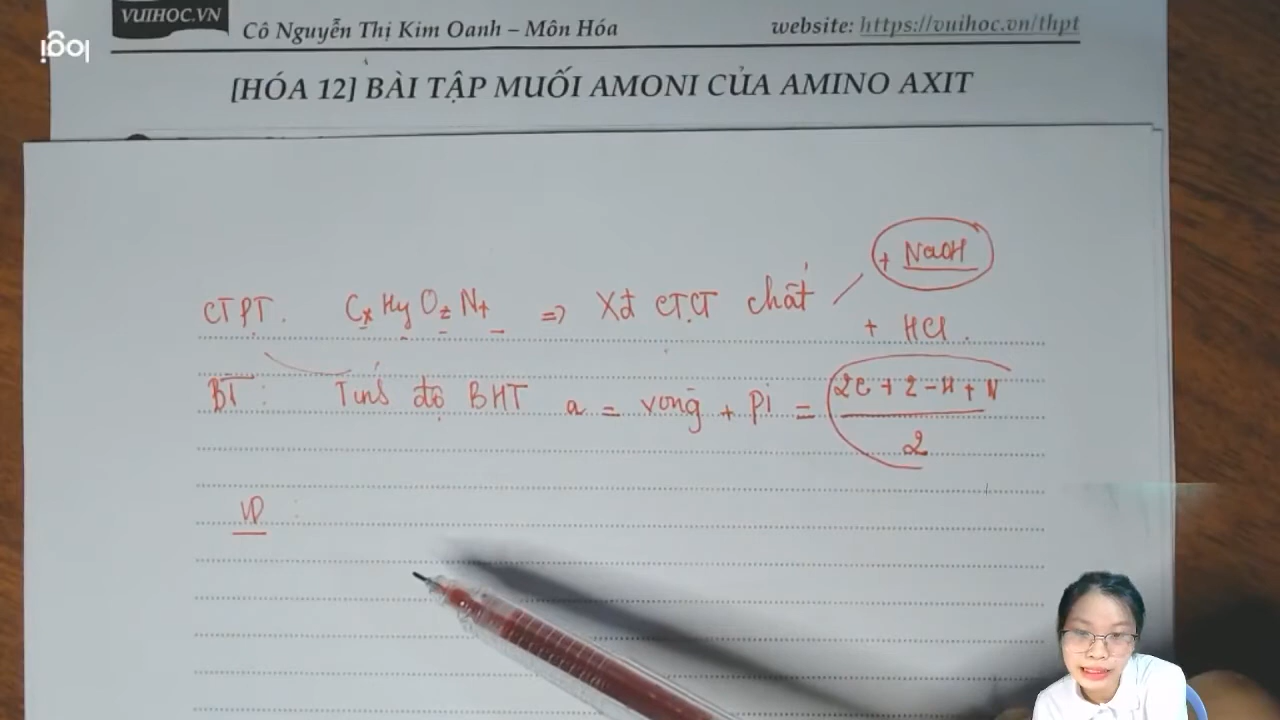 VUIHOC.VN
Cô Nguyễn Thị Kim Oanh – Môn Hóa
website: https://vuihoc.vn/thpt
logi
[HÓA 12] BÀI TẬP MUỐI AMONI CỦA AMINO AXIT
+ NaOH
CTPT. CxHyOzNt => Xđ CTCT chất
+ HCl.
BT: Tính độ BHT a = vòng + pi = (2C + 2 - H + N)/2
VD: